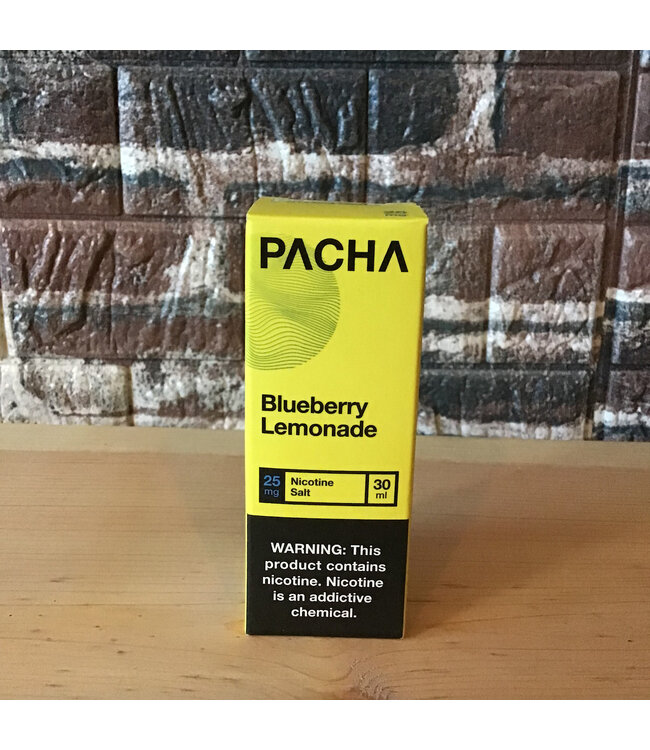 PACHA
Blueberry
Lemonade
25
mg
Nicotine
Salt
30
ml
WARNING: This
product contains
nicotine. Nicotine
is an addictive
chemical.